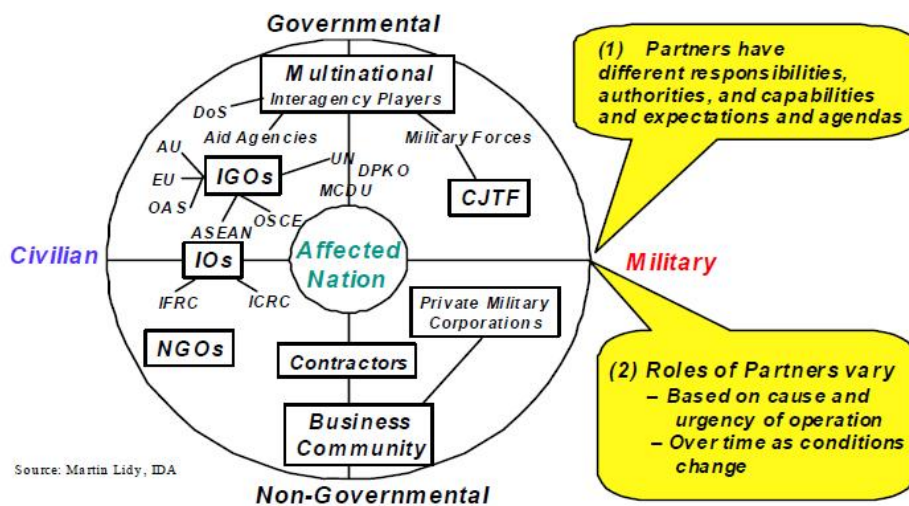 Governmental
Multinational
Interagency Players
DoS
Aid Agencies
Military Forces
AU
UN
DPKO
EU
IGOs
MCDU
CJTF
OAS
OSCE
ASEAN
Civilian
IOs
Affected
Nation
Military
IFRC
ICRC
Private Military
Corporations
NGOs
Contractors
Business
Community
Source: Martin Lidy, IDA
Non-Governmental
(1) Partners have
different responsibilities,
authorities, and capabilities
and expectations and agendas
(2) Roles of Partners vary
– Based on cause and
urgency of operation
– Over time as conditions
change